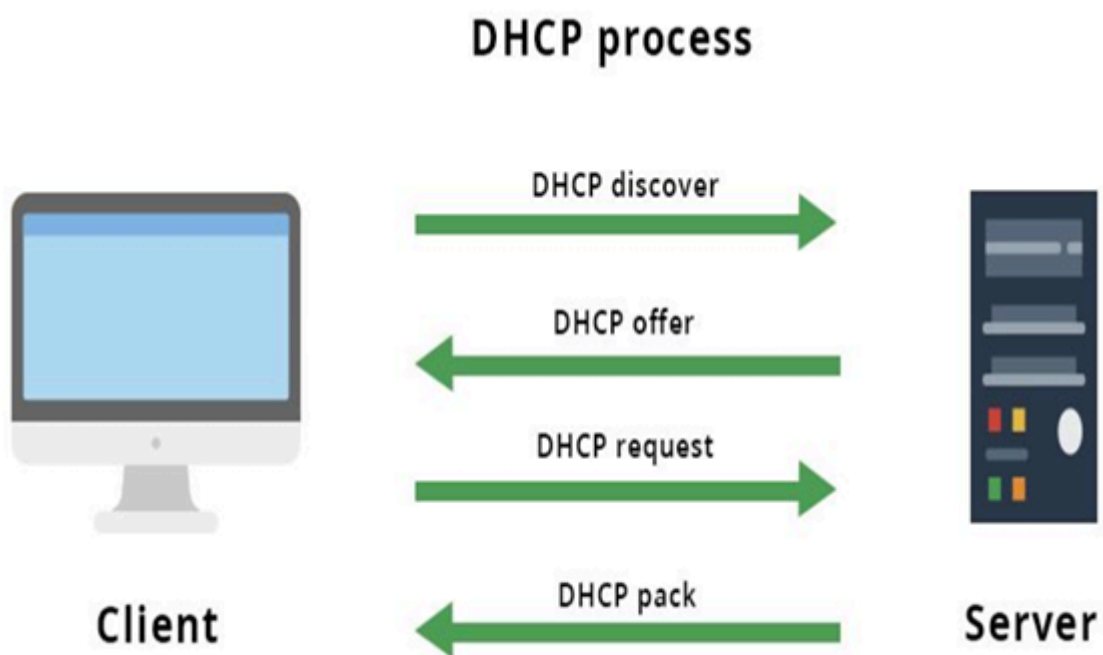 DHCP process
DHCP discover
DHCP offer
DHCP request
DHCP pack
Client
Server